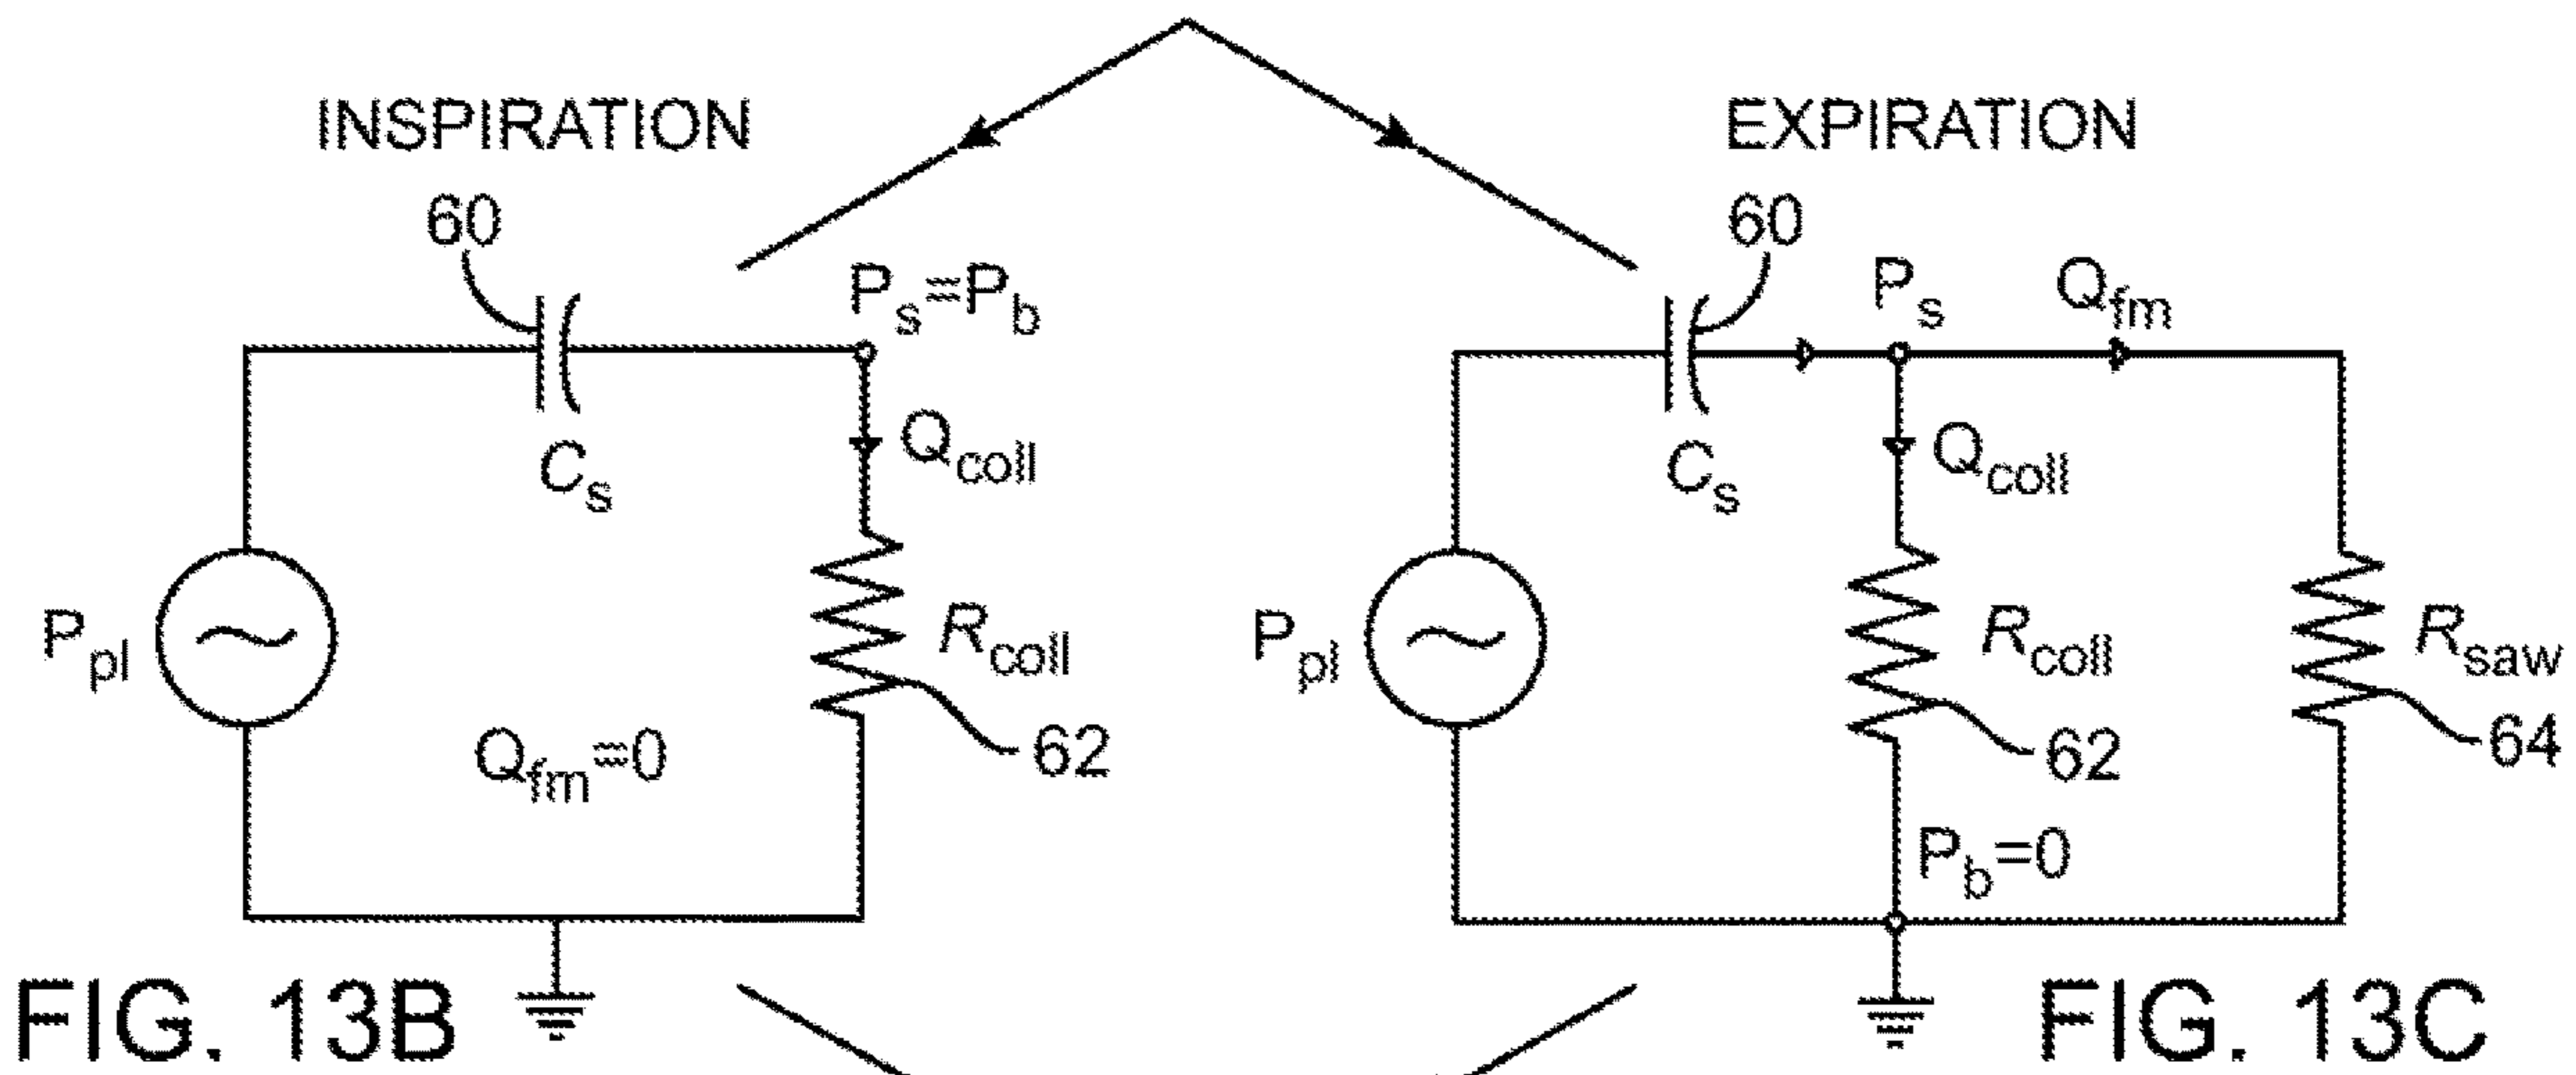 INSPIRATION
60
Ps=Pb
Cs
Qcoll
Ppl
Rcoll
Qfm=0
62
FIG. 13B
EXPIRATION
60
Ps
Qfm
Cs
Qcoll
Ppl
Rcoll
Rsaw
62
64
Pb=0
FIG. 13C